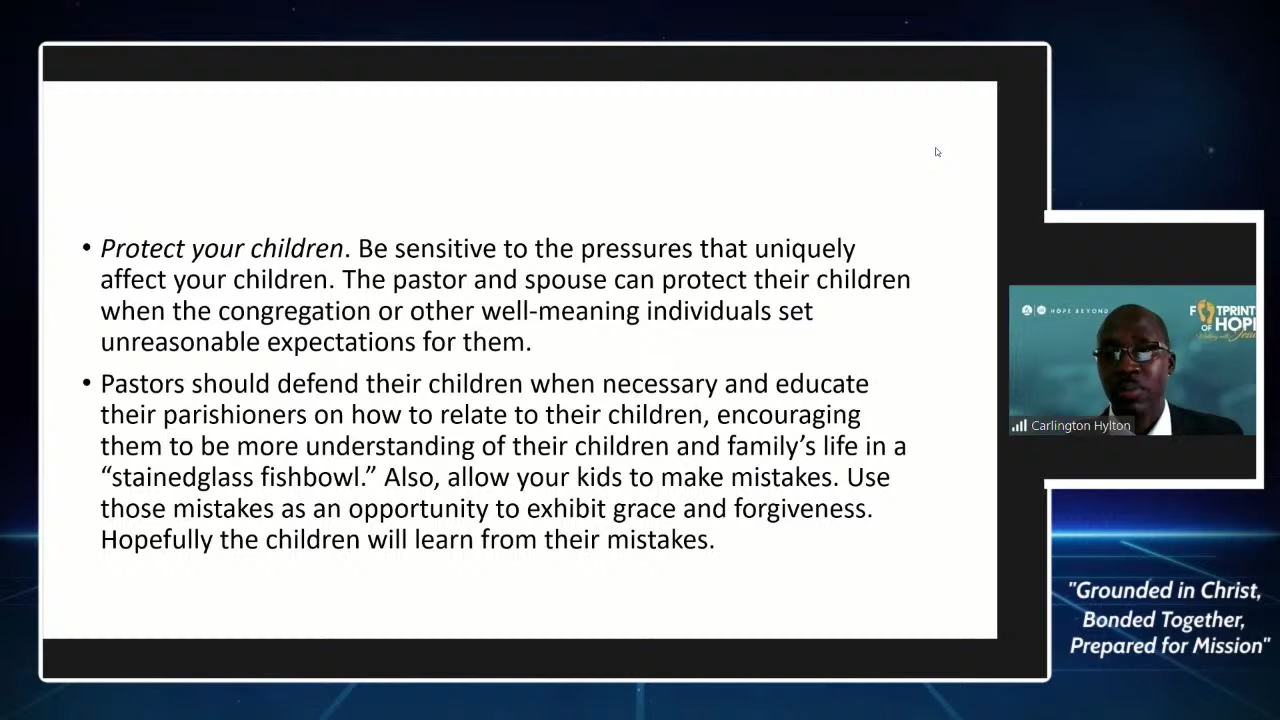 • Protect your children. Be sensitive to the pressures that uniquely
affect your children. The pastor and spouse can protect their children
when the congregation or other well-meaning individuals set
unreasonable expectations for them.
• Pastors should defend their children when necessary and educate
their parishioners on how to relate to their children, encouraging
them to be more understanding of their children and family’s life in a
“stainedglass fishbowl.” Also, allow your kids to make mistakes. Use
those mistakes as an opportunity to exhibit grace and forgiveness.
Hopefully the children will learn from their mistakes.
HOPE BEYOND
F TPRINT
OF HOPE
Walking with Jesus
Carlington Hylton
"Grounded in Christ,
Bonded Together,
Prepared for Mission"